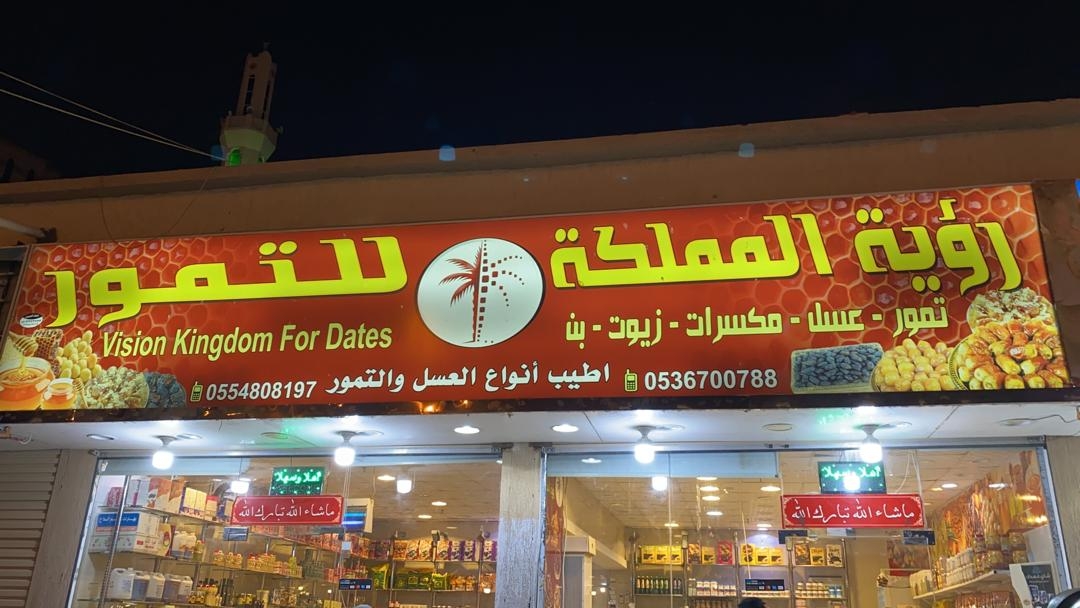 رؤية المملكة للتمور
Vision Kingdom For Dates
تمور - عسل - مكسرات - زيوت - بن
0536700788 اطيب أنواع العسل والتمور 0554808197
أهلا وسهلا
أهلا وسهلا
ماشاء الله تبارك الله
ماشاء الله تبارك الله